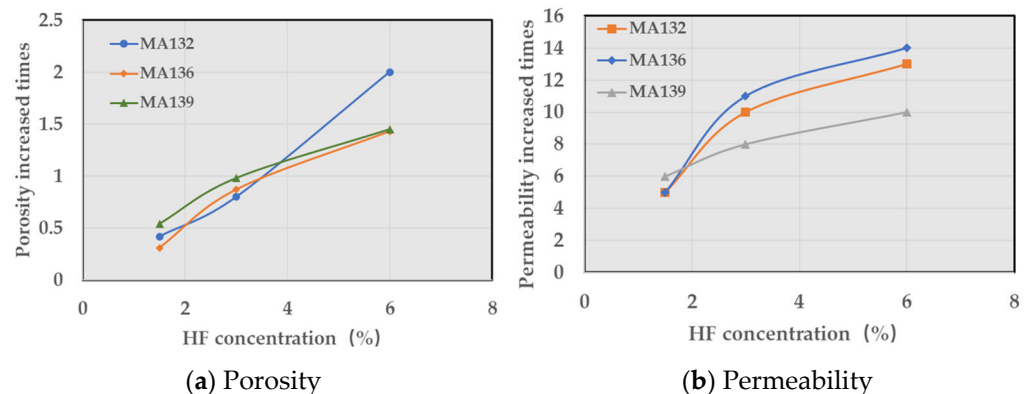 2.5
2
1.5
1
0.5
0
0 2 4 6 8
Porosity increased times
HF concentration (%)
MA132
MA136
MA139
(a) Porosity
16
14
12
10
8
6
4
2
0
0 2 4 6 8
Permeability increased times
HF concentration (%)
MA132
MA136
MA139
(b) Permeability